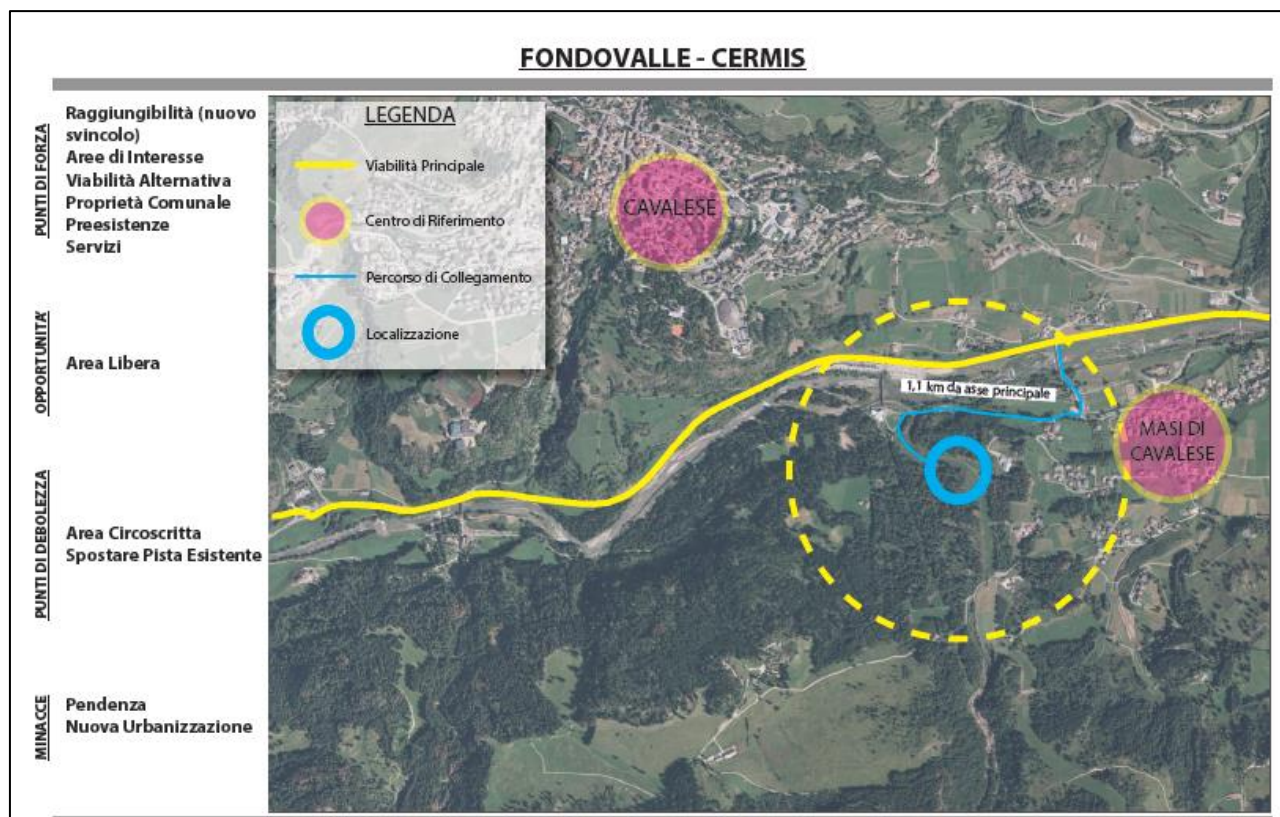 FONDOVALLE - CERMIS
PUNTI DI FORZA
Raggiungibilità (nuovo
svincolo)
Aree di Interesse
Viabilità Alternativa
Proprietà Comunale
Preesistenze
Servizi
OPPORTUNITA'
Area Libera
PUNTI DI DEBOLEZZA
Area Circoscritta
Spostare Pista Esistente
MINACCE
Pendenza
Nuova Urbanizzazione
LEGENDA
Viabilità Principale
Centro di Riferimento
Percorso di Collegamento
Localizzazione
CAVALESE
1,1 km da asse principale
MASI DI
CAVALESE